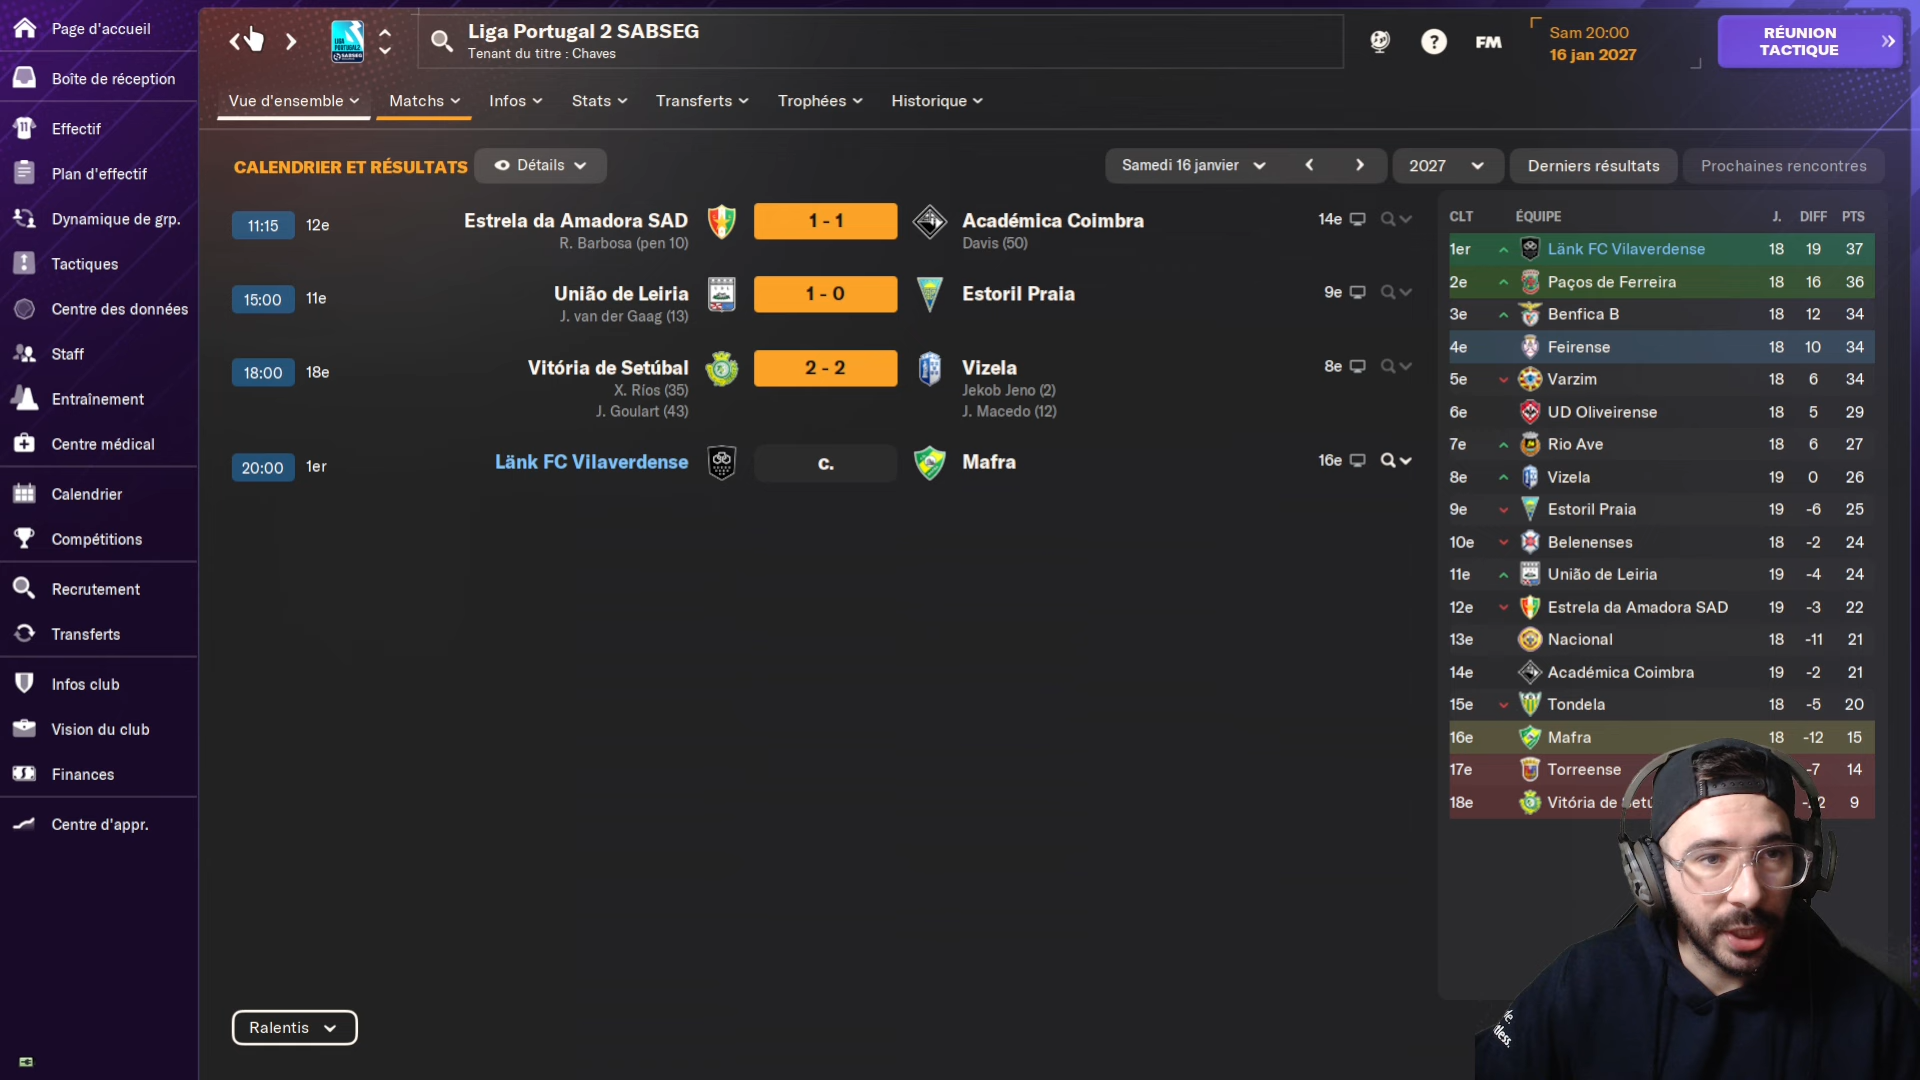 Page d'accueil
Boîte de réception
Effectif
Plan d'effectif
Dynamique de grp.
Tactiques
Centre des données
Staff
Entraînement
Centre médical
Calendrier
Compétitions
Recrutement
Transferts
Infos club
Vision du club
Finances
Centre d'appr.
Liga Portugal 2 SABSEG
Tenant du titre : Chaves
?
FM
Sam 20:00
16 jan 2027
RÉUNION
TACTIQUE
Vue d'ensemble
Matchs
Infos
Stats
Transferts
Trophées
Historique
CALENDRIER ET RÉSULTATS
Détails
Samedi 16 janvier
2027
Derniers résultats
Prochaines rencontres
11:15 12e Estrela da Amadora SAD 1 - 1 Académica Coimbra 14e
R. Barbosa (pen 10) Davis (50)
15:00 11e União de Leiria 1 - 0 Estoril Praia 9e
J. van der Gaag (13)
18:00 18e Vitória de Setúbal 2 - 2 Vizela 8e
X. Ríos (35) Jekob Jeno (2)
J. Goulart (43) J. Macedo (12)
20:00 1er Länk FC Vilaverdense c. Mafra 16e
CLT ÉQUIPE J. DIFF PTS
1er Länk FC Vilaverdense 18 19 37
2e Paços de Ferreira 18 16 36
3e Benfica B 18 12 34
4e Feirense 18 10 34
5e Varzim 18 6 34
6e UD Oliveirense 18 5 29
7e Rio Ave 18 6 27
8e Vizela 19 0 26
9e Estoril Praia 19 -6 25
10e Belenenses 18 -2 24
11e União de Leiria 19 -4 24
12e Estrela da Amadora SAD 19 -3 22
13e Nacional 18 -11 21
14e Académica Coimbra 19 -2 21
15e Tondela 18 -5 20
16e Mafra 18 -12 15
17e Torreense -7 14
18e Vitória de 9
Ralentis